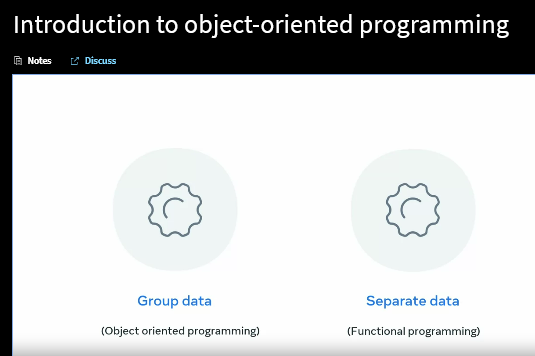 Introduction to object-oriented programming
Notes Discuss
Group data Separate data
(Object oriented programming) (Functional programming)